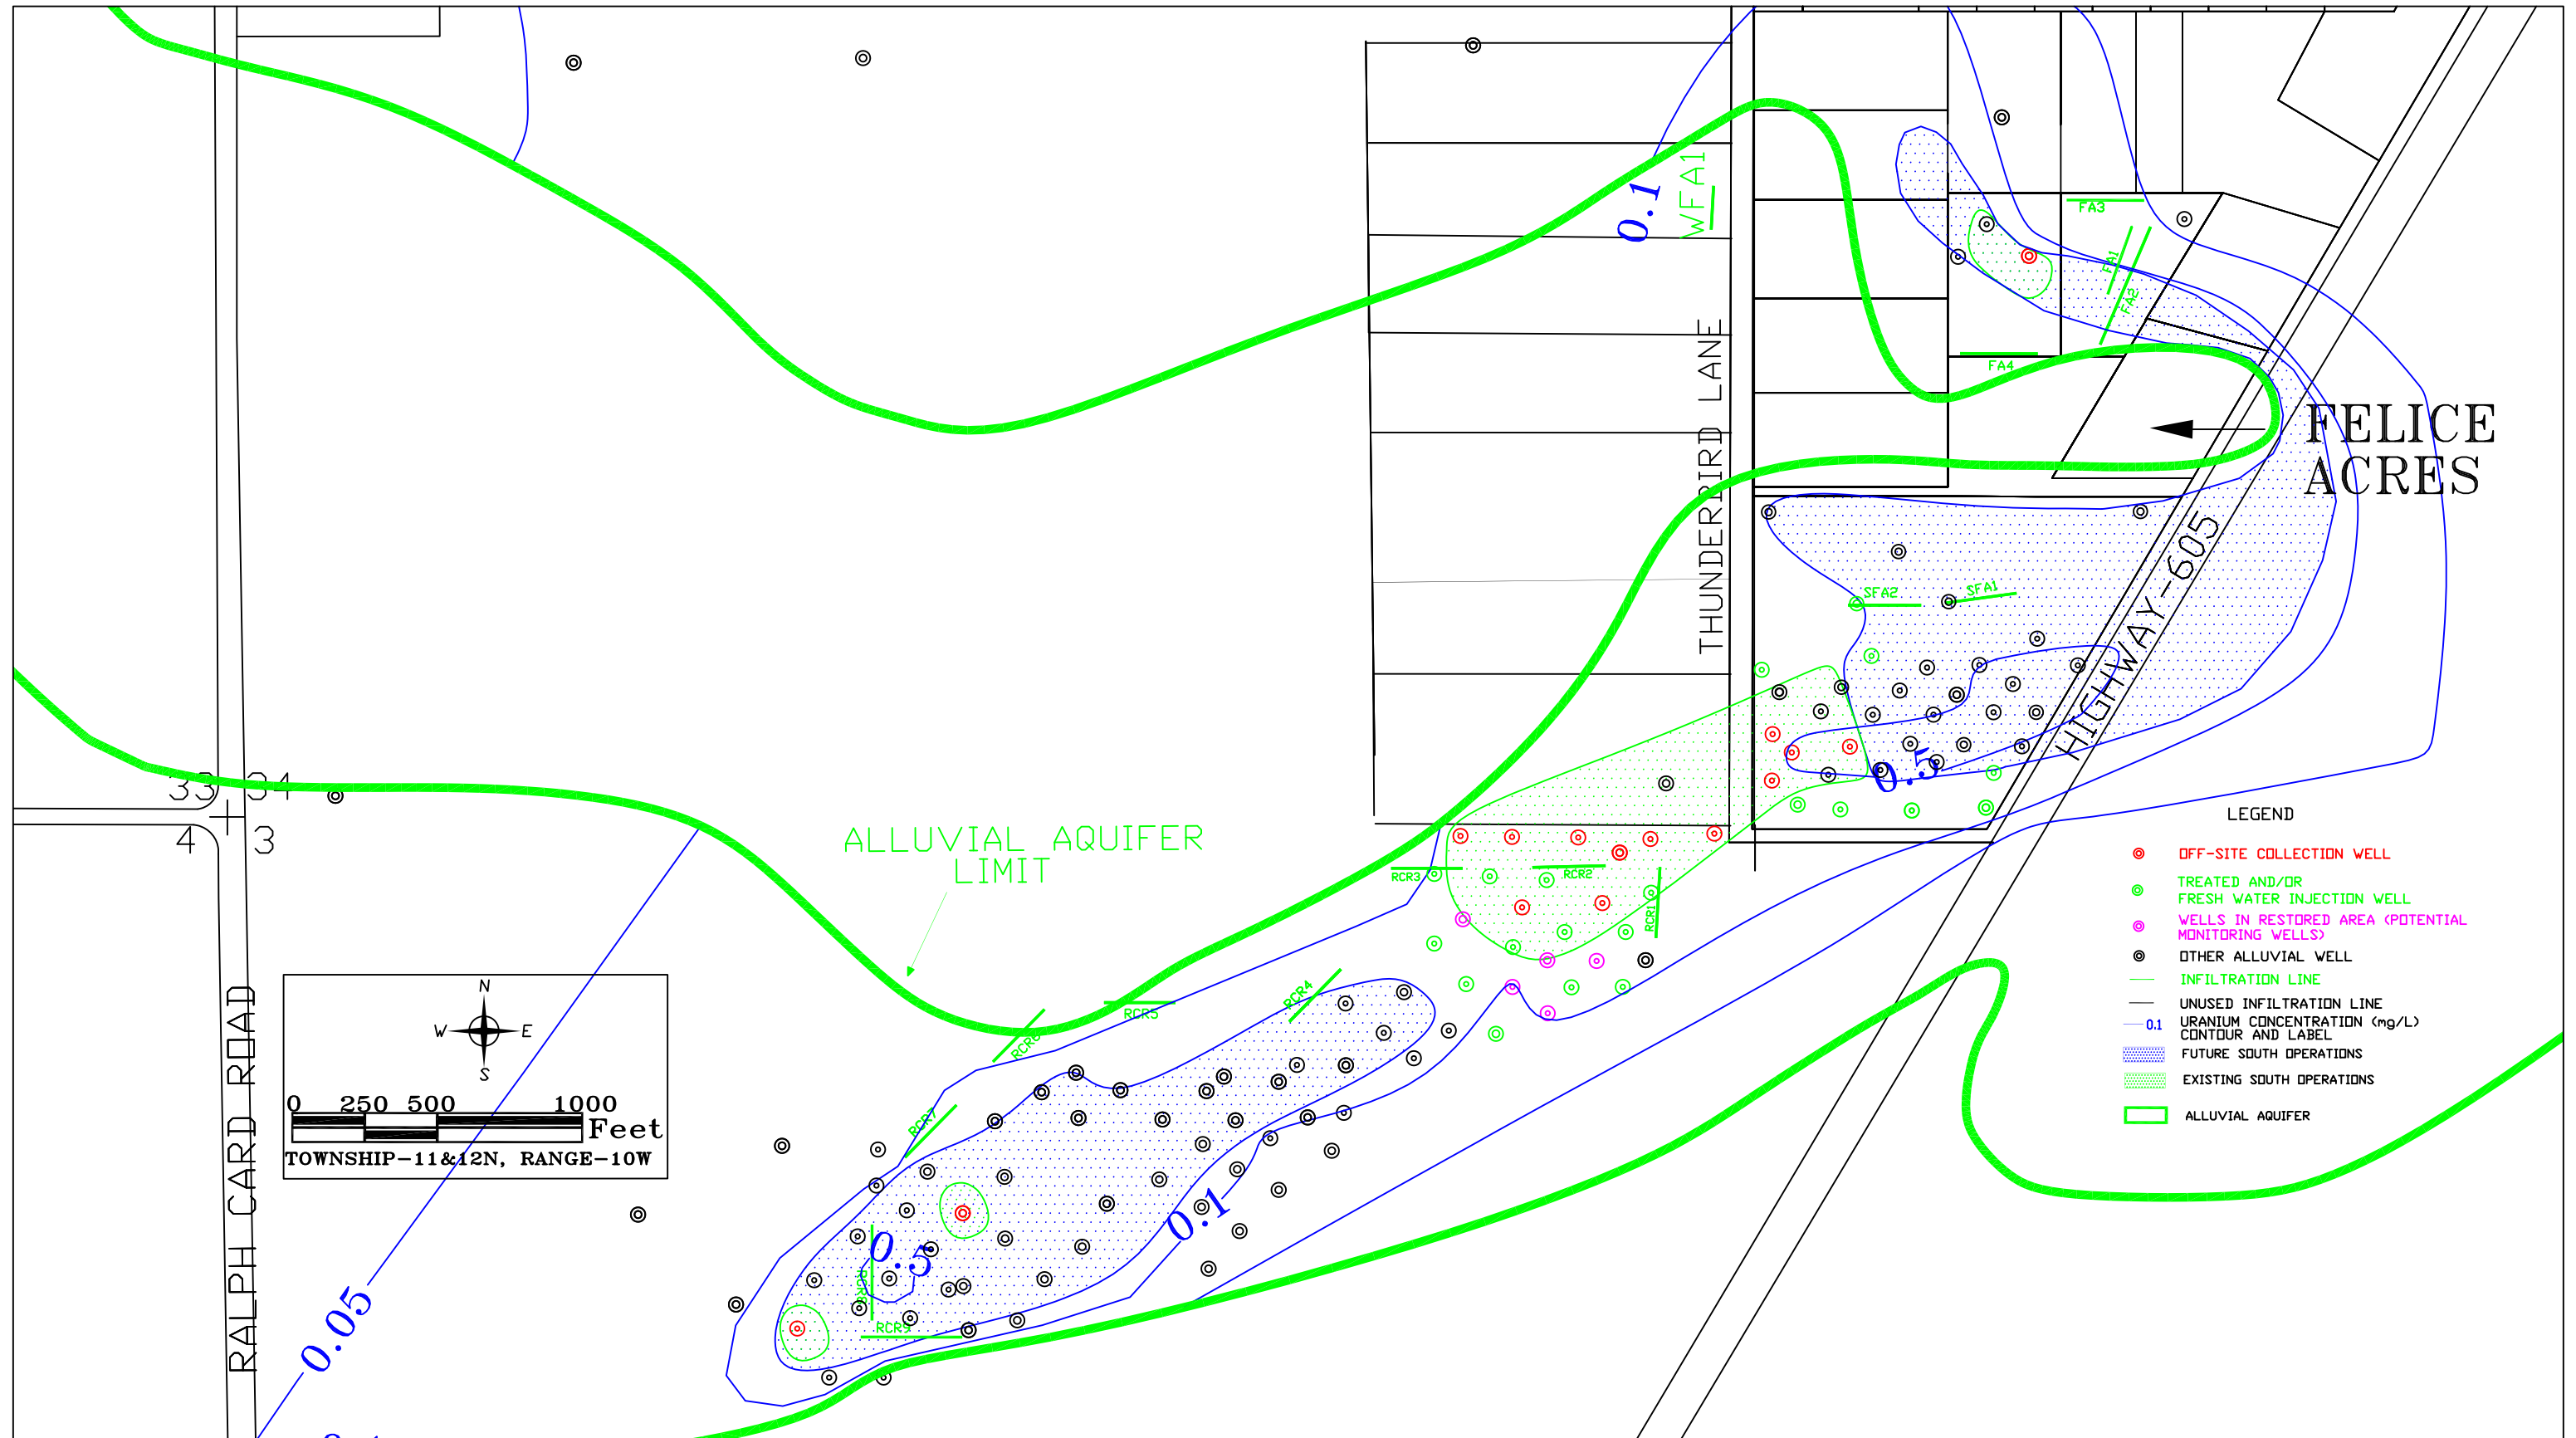 WFA1
0.1
FA3
FA1
FA2
FA4
THUNDERBIRD LANE
FELICE
ACRES
HIGHWAY-605
SFA2
SFA1
0.5
33 34
4 3
ALLUVIAL AQUIFER
LIMIT
RCR3
RCR2
RCR1
RCR4
RCR5
RCR6
RCR7
RCR8
RCR9
0.5
0.1
0.05
RALPH CARD ROAD
N
W E
S
0 250 500 1000
Feet
TOWNSHIP-11&12N, RANGE-10W
LEGEND
OFF-SITE COLLECTION WELL
TREATED AND/OR
FRESH WATER INJECTION WELL
WELLS IN RESTORED AREA (POTENTIAL
MONITORING WELLS)
OTHER ALLUVIAL WELL
INFILTRATION LINE
UNUSED INFILTRATION LINE
0.1 URANIUM CONCENTRATION (mg/L)
CONTOUR AND LABEL
FUTURE SOUTH OPERATIONS
EXISTING SOUTH OPERATIONS
ALLUVIAL AQUIFER